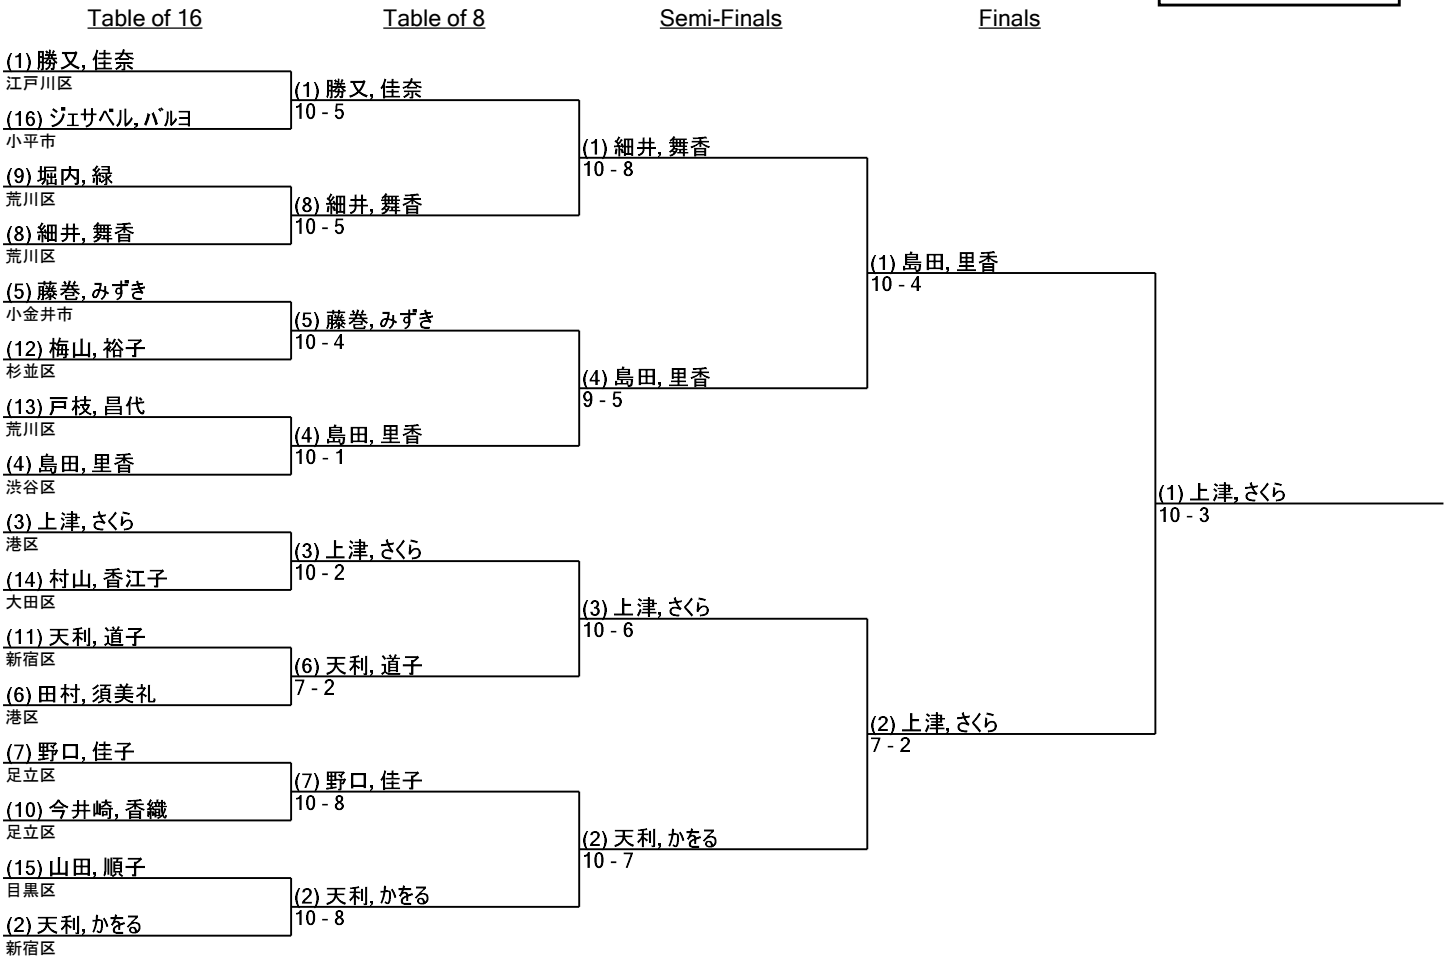 Table of 16
Table of 8
Semi-Finals
Finals
(1) 勝又, 佳奈
江戸川区
(16) ジェサベル, バルヨ
小平市
(9) 堀内, 緑
荒川区
(8) 細井, 舞香
荒川区
(5) 藤巻, みずき
小金井市
(12) 梅山, 裕子
杉並区
(13) 戸枝, 昌代
荒川区
(4) 島田, 里香
渋谷区
(3) 上津, さくら
港区
(14) 村山, 香江子
大田区
(11) 天利, 道子
新宿区
(6) 田村, 須美礼
港区
(7) 野口, 佳子
足立区
(10) 今井崎, 香織
足立区
(15) 山田, 順子
目黒区
(2) 天利, かをる
新宿区
(1) 勝又, 佳奈
10 - 5
(8) 細井, 舞香
10 - 5
(5) 藤巻, みずき
10 - 4
(4) 島田, 里香
10 - 1
(3) 上津, さくら
10 - 2
(6) 天利, 道子
7 - 2
(7) 野口, 佳子
10 - 8
(2) 天利, かをる
10 - 8
(1) 細井, 舞香
10 - 8
(4) 島田, 里香
9 - 5
(3) 上津, さくら
10 - 6
(2) 天利, かをる
10 - 7
(1) 島田, 里香
10 - 4
(2) 上津, さくら
7 - 2
(1) 上津, さくら
10 - 3